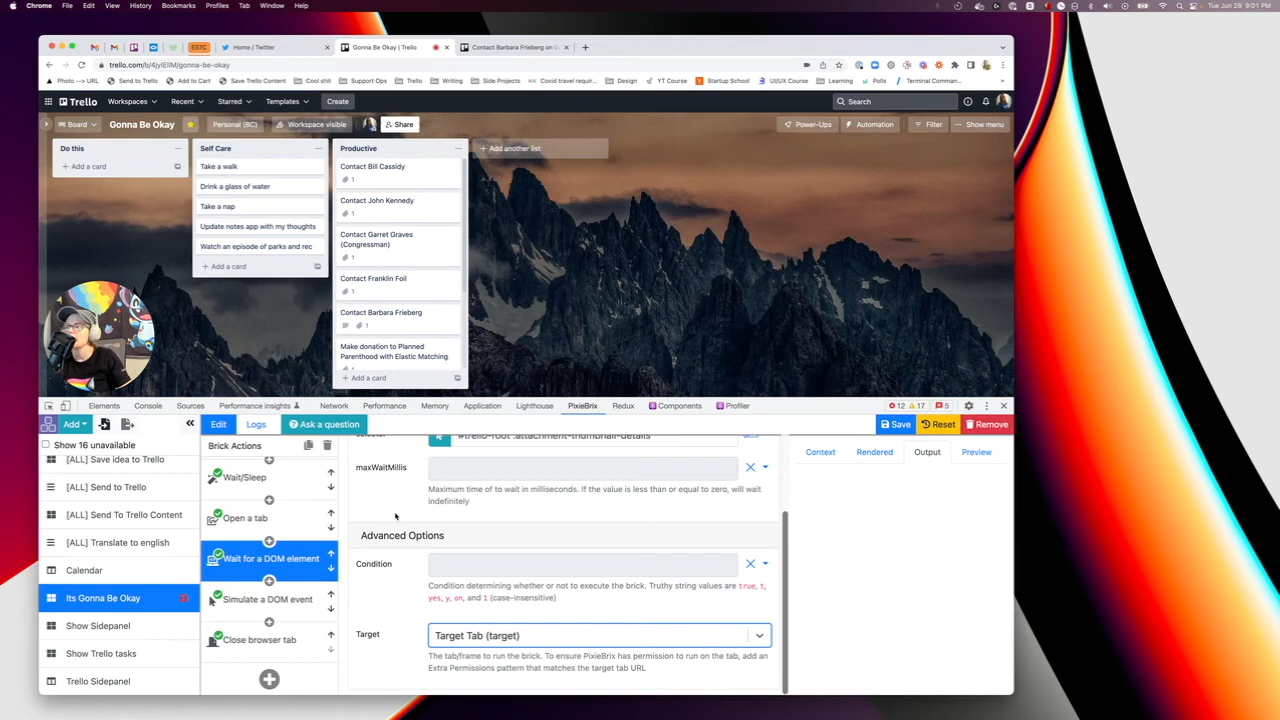 Chrome File Edit View History Bookmarks Profiles Tab Window Help
Tue Jun 28 9:01 PM
ESTC
Home / Twitter
Gonna Be Okay | Trello
Contact Barbara Frieberg on G
trello.com/b/4jyIEIIM/gonna-be-okay
Photo --> URL Send to Trello Add to Cart Save Trello Content Cool shit Support Ops Trello Writing Side Projects Covid travel requir... Design YT Course Startup School UI/UX Course Learning Polls Terminal Comman...
Trello Workspaces Recent Starred Templates Create Search
Board Gonna Be Okay Personal (BC) Workspace visible Share Power-Ups Automation Filter Show menu
Do this
+ Add a card
Self Care
Take a walk
Drink a glass of water
Take a nap
Update notes app with my thoughts
Watch an episode of parks and rec
+ Add a card
Productive
Contact Bill Cassidy
1
Contact John Kennedy
1
Contact Garret Graves
(Congressman)
1
Contact Franklin Foil
1
Contact Barbara Frieberg
1
Make donation to Planned
Parenthood with Elastic Matching
1
+ Add a card
+ Add another list
Elements Console Sources Performance insights Network Performance Memory Application Lighthouse PixieBrix Redux Components Profiler 12 17 5
Add Edit Logs Ask a question Save Reset Remove
Show 16 unavailable
[ALL] Save idea to Trello
[ALL] Send to Trello
[ALL] Send To Trello Content
[ALL] Translate to english
Calendar
Its Gonna Be Okay
Show Sidepanel
Show Trello tasks
Trello Sidepanel
Brick Actions
Wait/Sleep
Open a tab
Wait for a DOM element
Simulate a DOM event
Close browser tab
selector #trello-root .attachment-thumbnail-details
maxWaitMillis
Maximum time of to wait in milliseconds. If the value is less than or equal to zero, will wait
indefinitely
Advanced Options
Condition
Condition determining whether or not to execute the brick. Truthy string values are true, t,
yes, y, on, and 1 (case-insensitive)
Target Target Tab (target)
The tab/frame to run the brick. To ensure PixieBrix has permission to run on the tab, add an
Extra Permissions pattern that matches the target tab URL
Context Rendered Output Preview